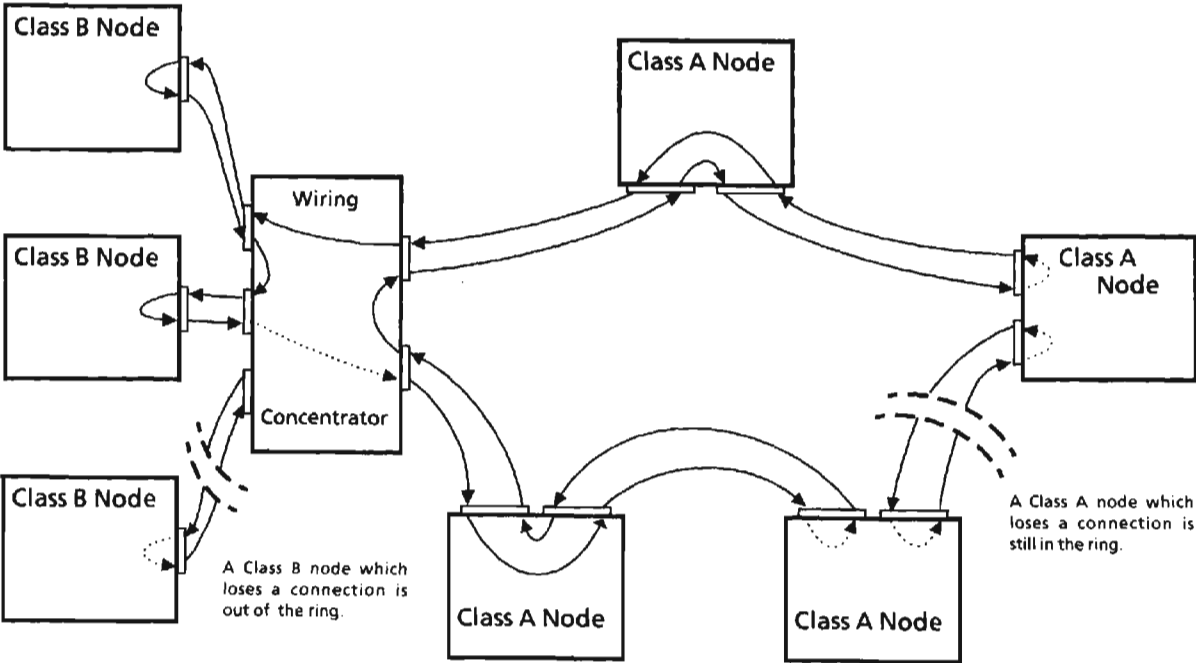 Class B Node
Class A Node
Wiring
Class B Node
Class A
Node
Concentrator
Class B Node
A Class B node which
loses a connection is
out of the ring.
A Class A node which
loses a connection is
still in the ring.
Class A Node
Class A Node